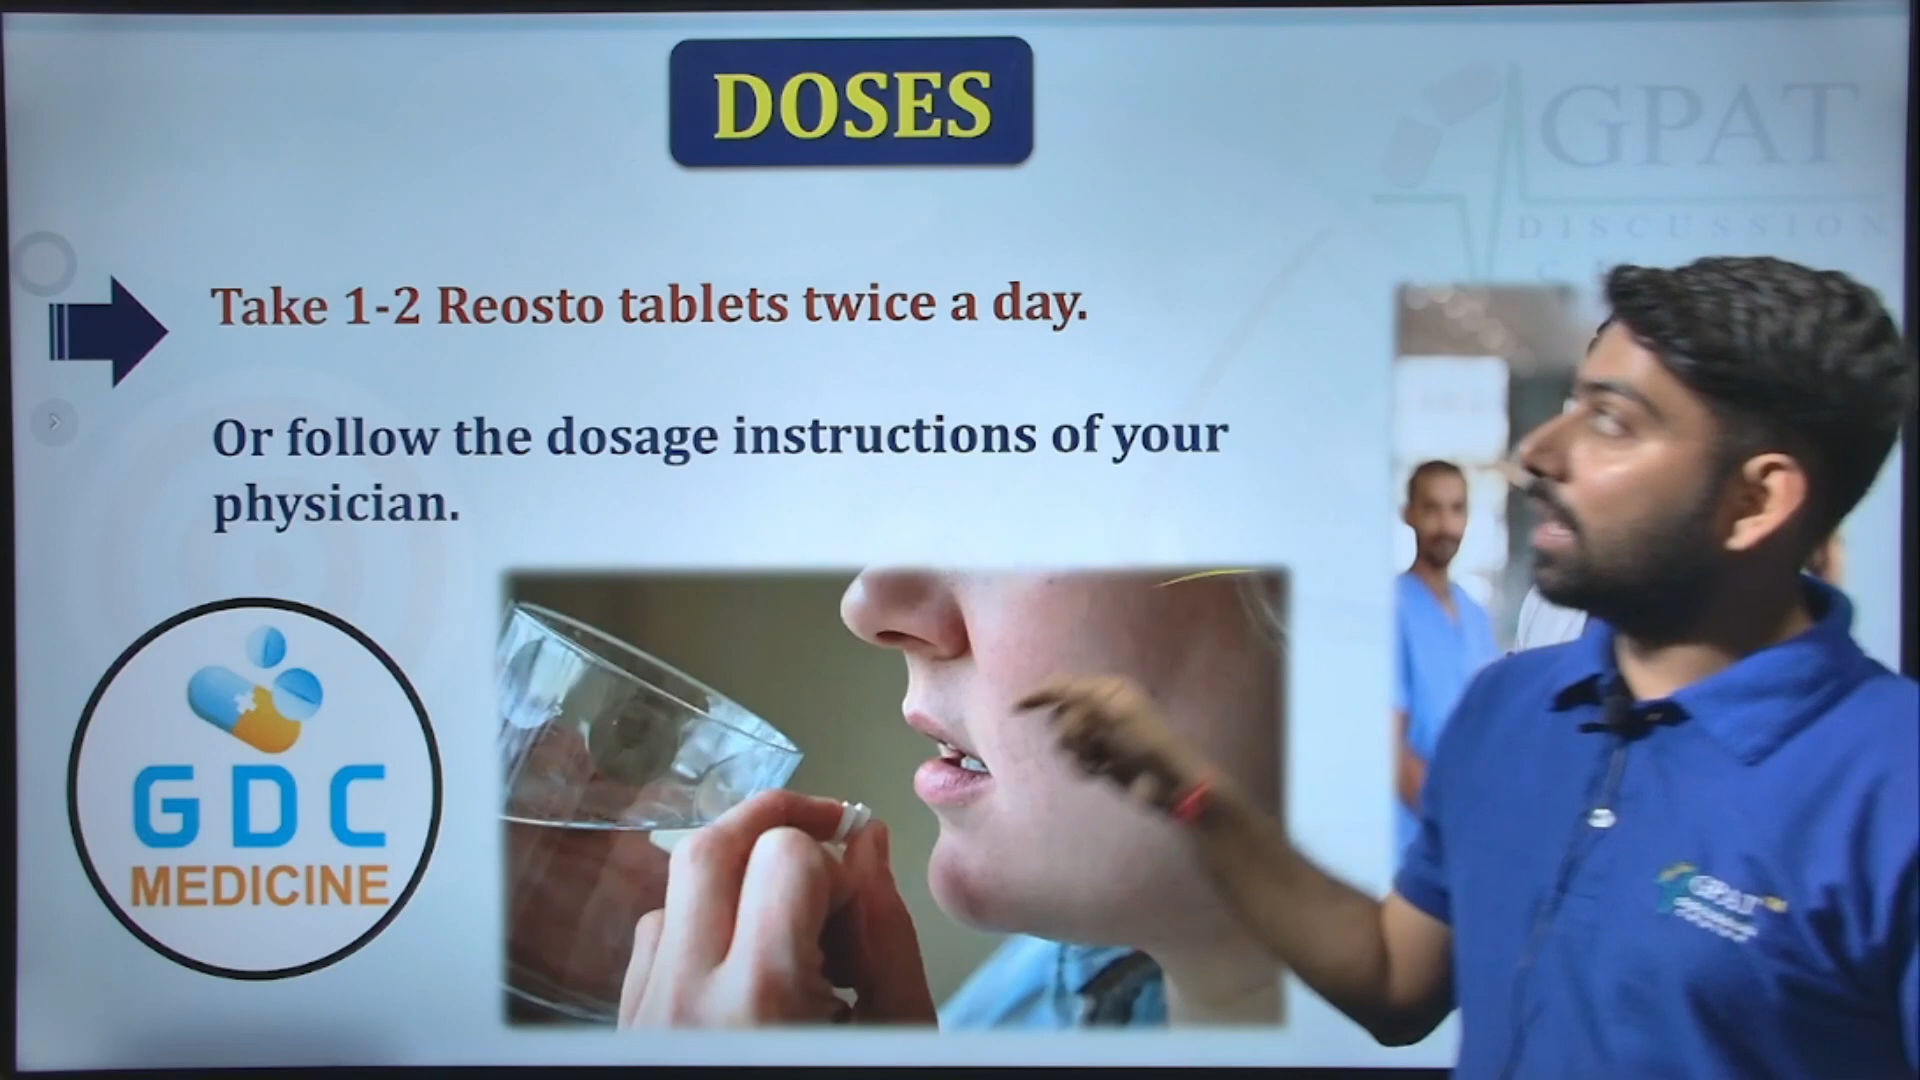 DOSES
GPAT
DISCUSSION
Take 1-2 Reosto tablets twice a day.
Or follow the dosage instructions of your
physician.
GDC
MEDICINE
GPAT